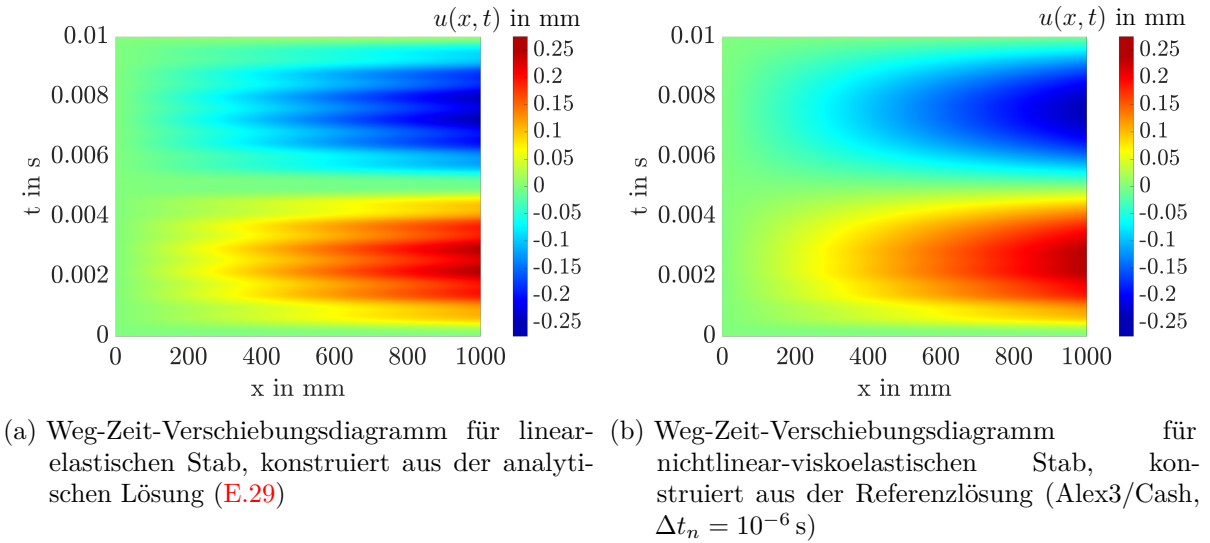 u(x, t) in mm
0.01
0.008
0.006
0.004
0.002
0
t in s
0 200 400 600 800 1000
x in mm
0.25
0.2
0.15
0.1
0.05
0
-0.05
-0.1
-0.15
-0.2
-0.25
u(x, t) in mm
0.01
0.008
0.006
0.004
0.002
0
t in s
0 200 400 600 800 1000
x in mm
0.25
0.2
0.15
0.1
0.05
0
-0.05
-0.1
-0.15
-0.2
-0.25
(a) Weg-Zeit-Verschiebungsdiagramm für linear-
elastischen Stab, konstruiert aus der analyti-
schen Lösung (E.29)
(b) Weg-Zeit-Verschiebungsdiagramm für
nichtlinear-viskoelastischen Stab, kon-
struiert aus der Referenzlösung (Alex3/Cash,
Δtₙ = 10⁻⁶ s)